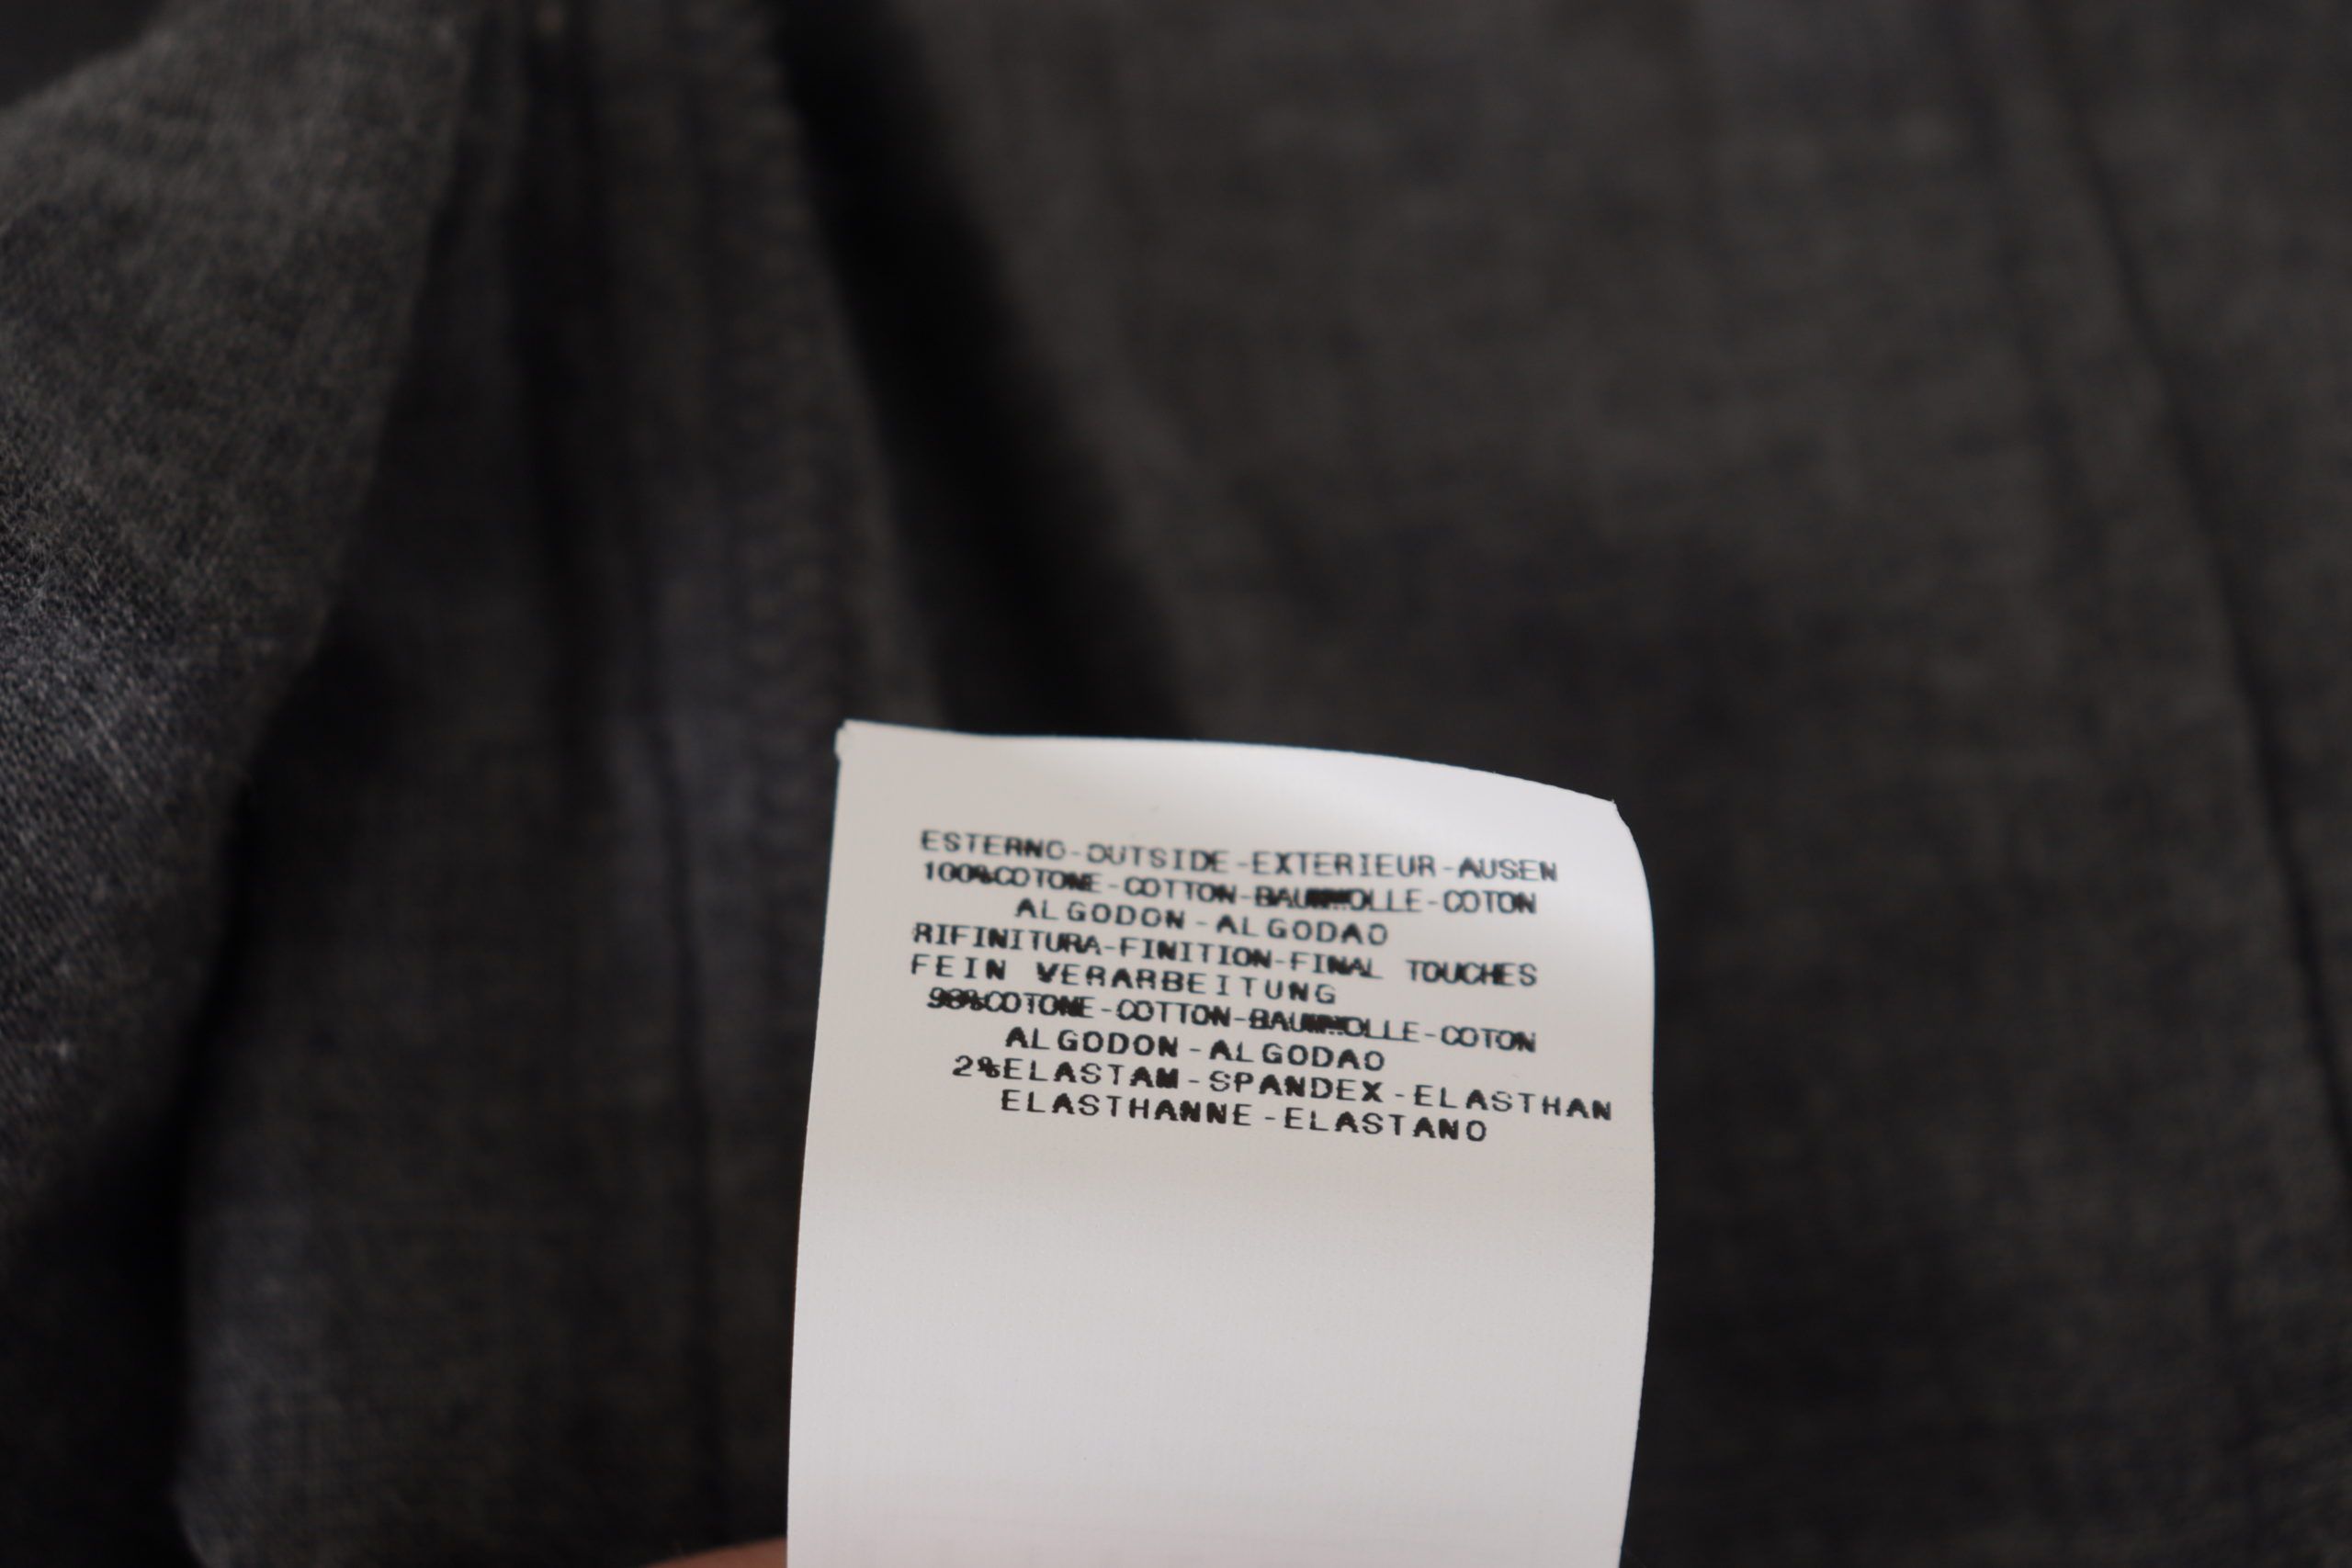 ESTERNO-OUTSIDE-EXTERIEUR-AUSEN
100%COTONE-COTTON-BAUMWOLLE-COTON
ALGODON-ALGODAO
RIFINITURA-FINITION-FINAL TOUCHES
FEIN VERARBEITUNG
98%COTONE-COTTON-BAUMWOLLE-COTON
ALGODON-ALGODAO
2%ELASTAM-SPANDEX-ELASTHAN
ELASTHANNE-ELASTANO